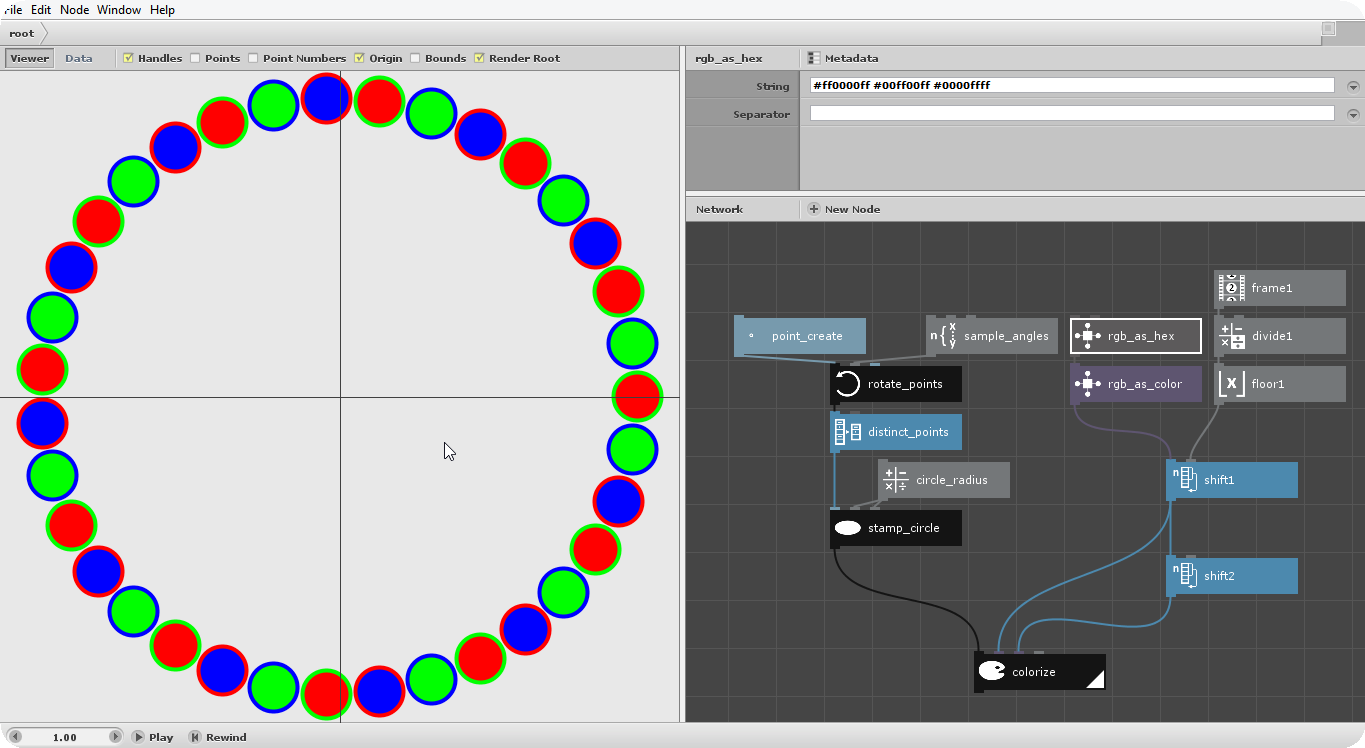 File Edit Node Window Help
root
Viewer Data Handles Points Point Numbers Origin Bounds Render Root
rgb_as_hex Metadata
String #ff0000ff #00ff00ff #0000ffff
Separator
Network New Node
frame1
point_create sample_angles rgb_as_hex divide1
rotate_points rgb_as_color floor1
distinct_points
circle_radius shift1
stamp_circle
shift2
colorize
1.00 Play Rewind